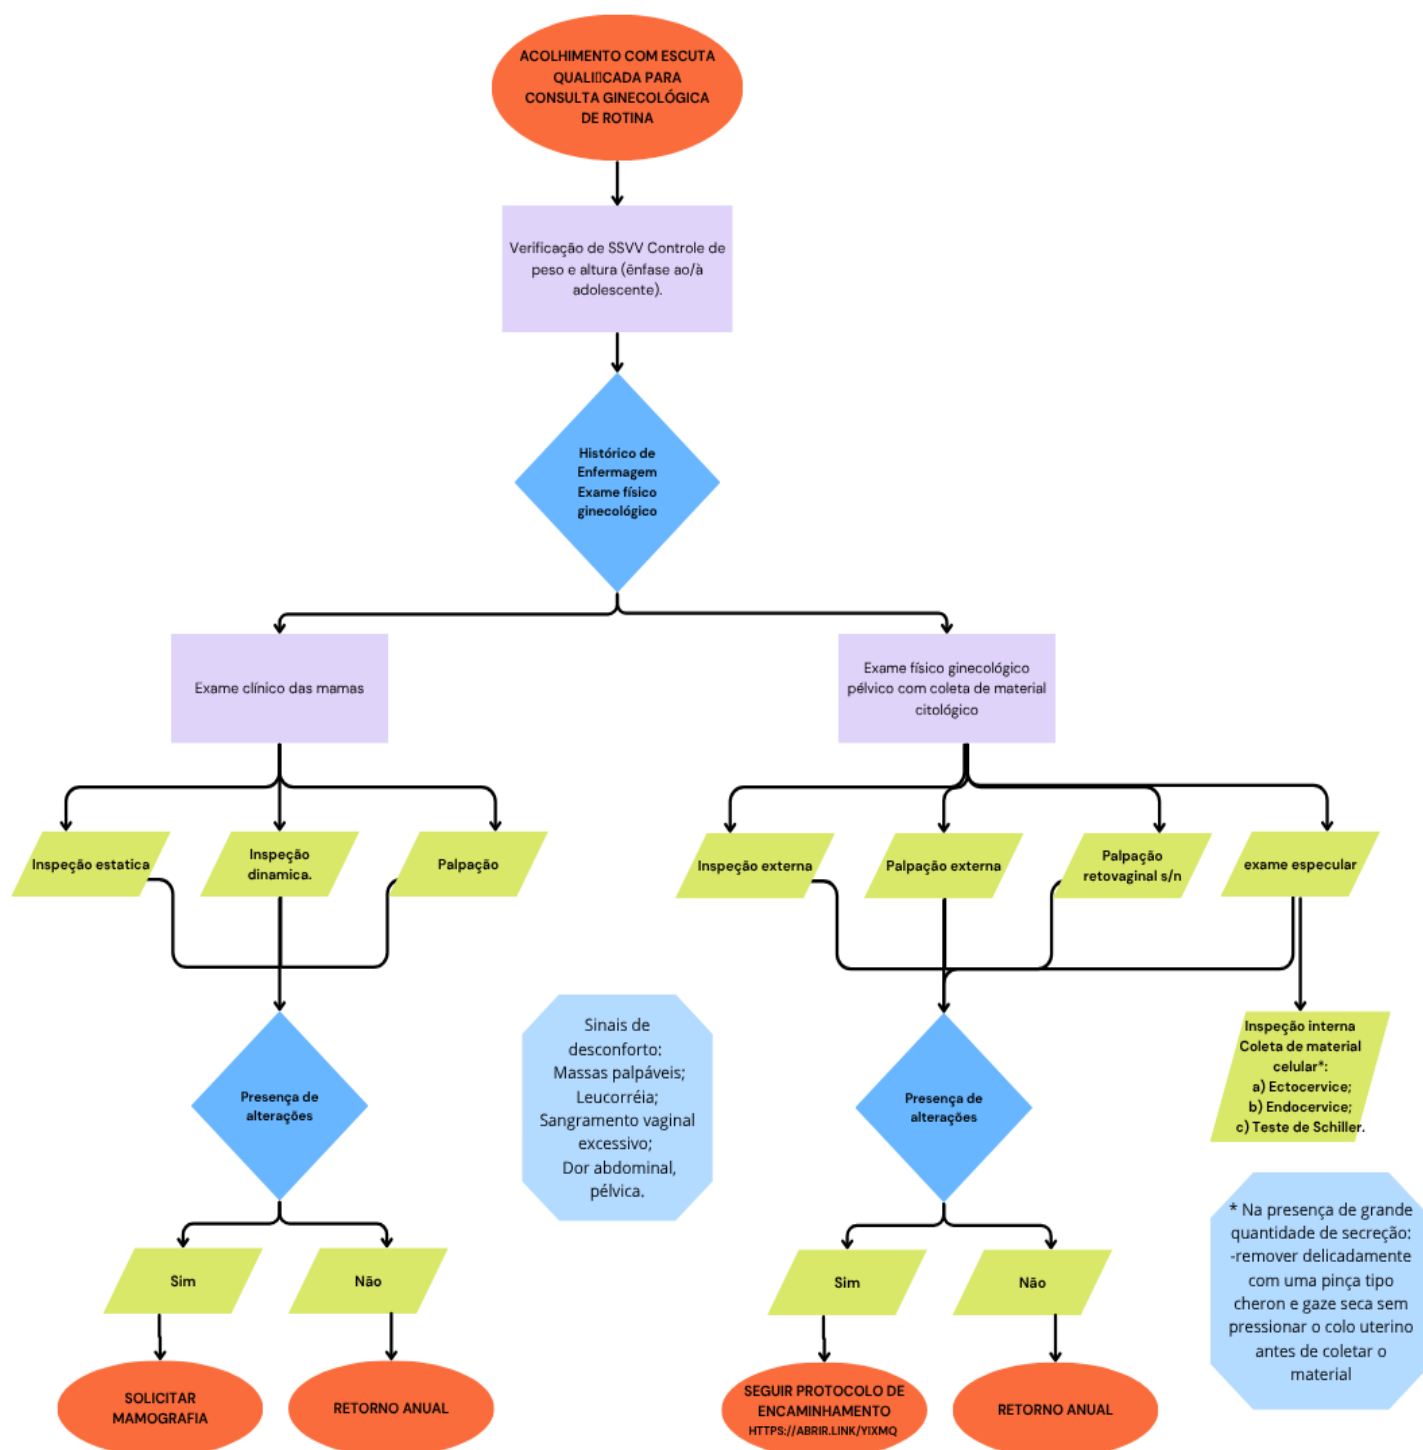 ACOLHIMENTO COM ESCUTA
QUALI▯CADA PARA
CONSULTA GINECOLÓGICA
DE ROTINA
Verificação de SSVV Controle de
peso e altura (ênfase ao/à
adolescente).
Histórico de
Enfermagem
Exame físico
ginecológico
Exame clínico das mamas
Exame físico ginecológico
pélvico com coleta de material
citológico
Inspeção estatica
Inspeção
dinamica.
Palpação
Inspeção externa
Palpação externa
Palpação
retovaginal s/n
exame especular
Presença de
alterações
Sinais de
desconforto:
Massas palpáveis;
Leucorréia;
Sangramento vaginal
excessivo;
Dor abdominal,
pélvica.
Presença de
alterações
Inspeção interna
Coleta de material
celular*:
a) Ectocervice;
b) Endocervice;
c) Teste de Schiller.
* Na presença de grande
quantidade de secreção:
-remover delicadamente
com uma pinça tipo
cheron e gaze seca sem
pressionar o colo uterino
antes de coletar o
material
Sim
Não
Sim
Não
SOLICITAR
MAMOGRAFIA
RETORNO ANUAL
SEGUIR PROTOCOLO DE
ENCAMINHAMENTO
HTTPS://ABRIR.LINK/YIXMQ
RETORNO ANUAL